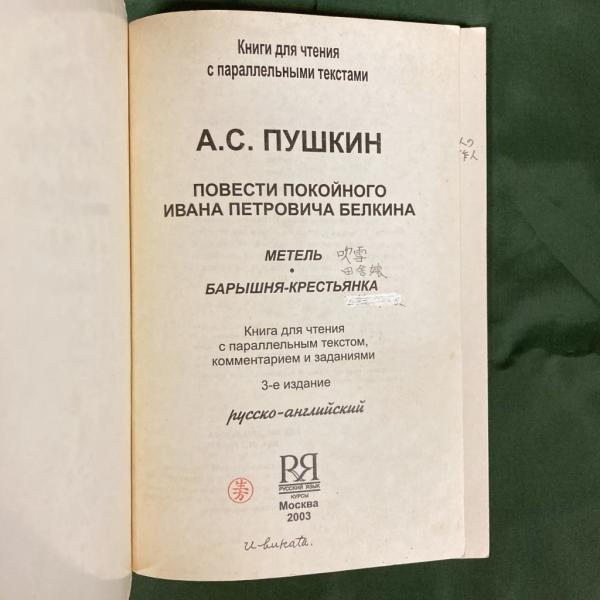 Книги для чтения
с параллельными текстами
А.С. ПУШКИН
ПОВЕСТИ ПОКОЙНОГО
ИВАНА ПЕТРОВИЧА БЕЛКИНА
МЕТЕЛЬ 吹雪
• 田舎娘
БАРЫШНЯ-КРЕСТЬЯНКА
Книга для чтения
с параллельным текстом,
комментарием и заданиями
3-е издание
русско-английский
РЯ
РУССКИЙ ЯЗЫК
КУРСЫ
Москва
2003